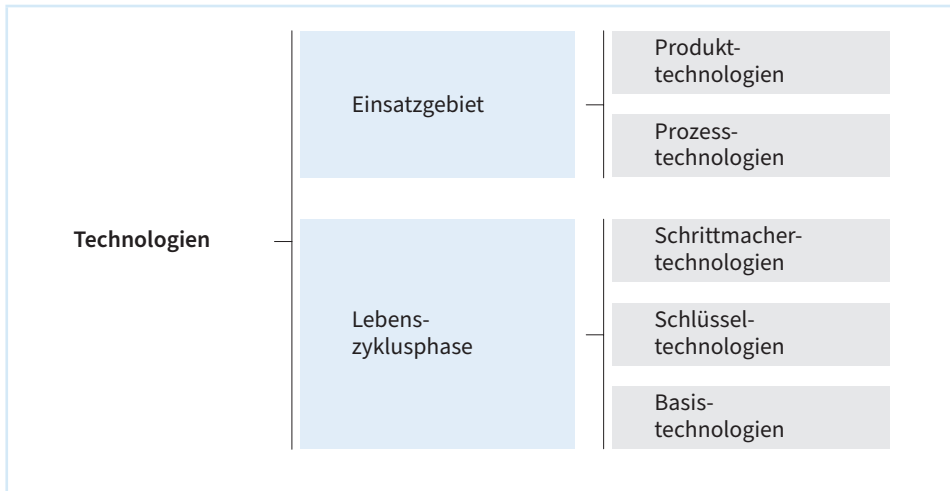 Technologien
Einsatzgebiet
Produkt-
technologien
Prozess-
technologien
Lebens-
zyklusphase
Schrittmacher-
technologien
Schlüssel-
technologien
Basis-
technologien